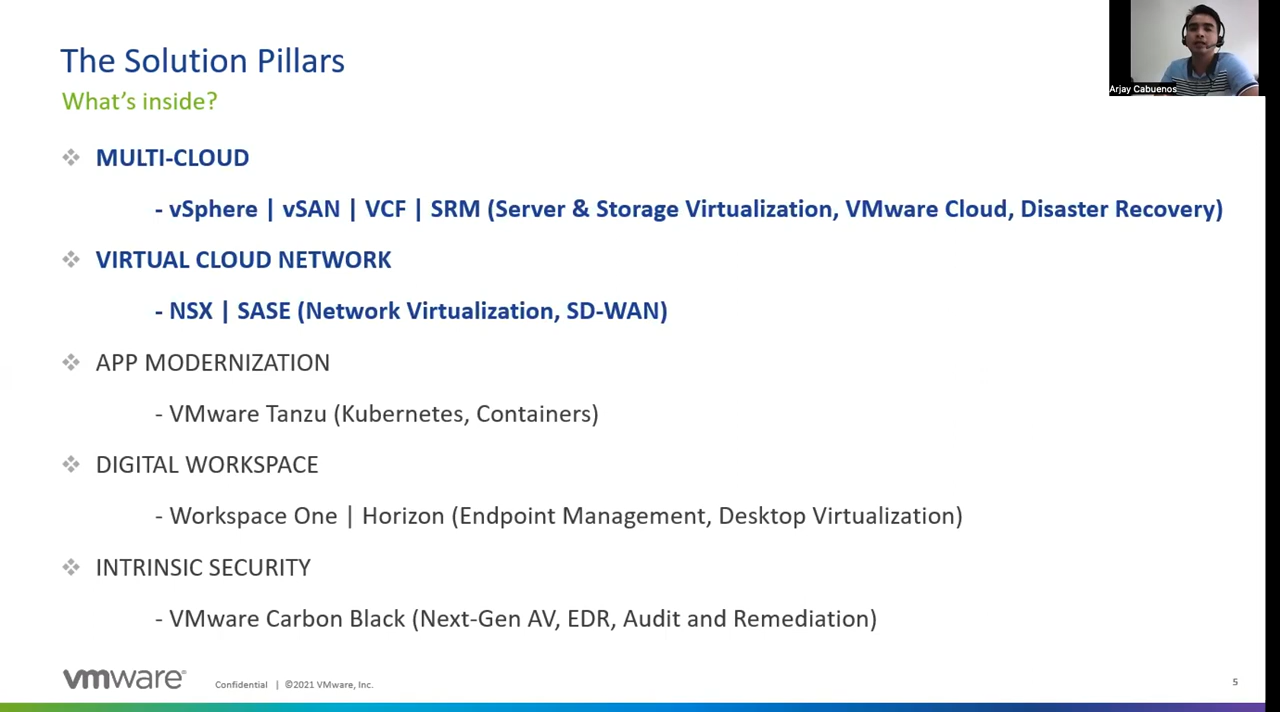 The Solution Pillars
What's inside?
Arjay Cabuenos
❖ MULTI-CLOUD
- vSphere | vSAN | VCF | SRM (Server & Storage Virtualization, VMware Cloud, Disaster Recovery)
❖ VIRTUAL CLOUD NETWORK
- NSX | SASE (Network Virtualization, SD-WAN)
❖ APP MODERNIZATION
- VMware Tanzu (Kubernetes, Containers)
❖ DIGITAL WORKSPACE
- Workspace One | Horizon (Endpoint Management, Desktop Virtualization)
❖ INTRINSIC SECURITY
- VMware Carbon Black (Next-Gen AV, EDR, Audit and Remediation)
vmware® Confidential | ©2021 VMware, Inc. 5